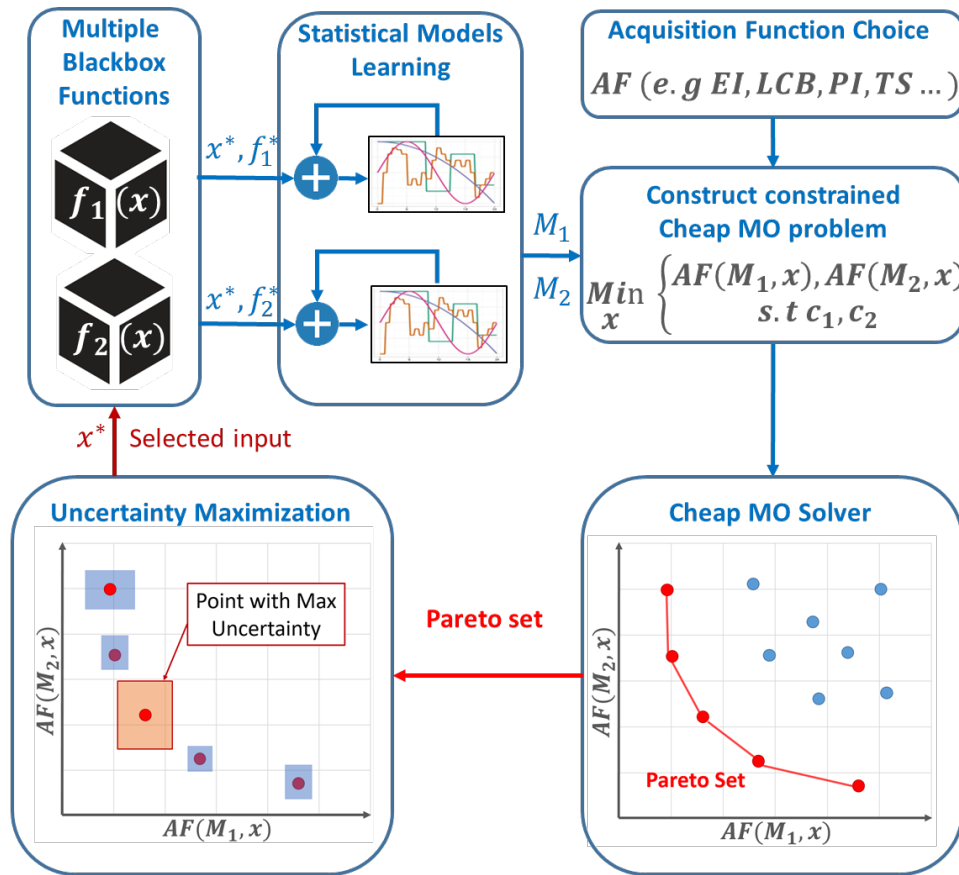 Multiple
Blackbox
Functions
f₁(x)
f₂(x)
x*, f₁*
x*, f₂*
Statistical Models
Learning
M₁
M₂
Acquisition Function Choice
AF (e.g EI, LCB, PI, TS ...)
Construct constrained
Cheap MO problem
Min { AF(M₁, x), AF(M₂, x)
x s.t c₁, c₂
x* Selected input
Uncertainty Maximization
Point with Max
Uncertainty
AF(M₂, x)
AF(M₁, x)
Pareto set
Cheap MO Solver
AF(M₂, x)
Pareto Set
AF(M₁, x)